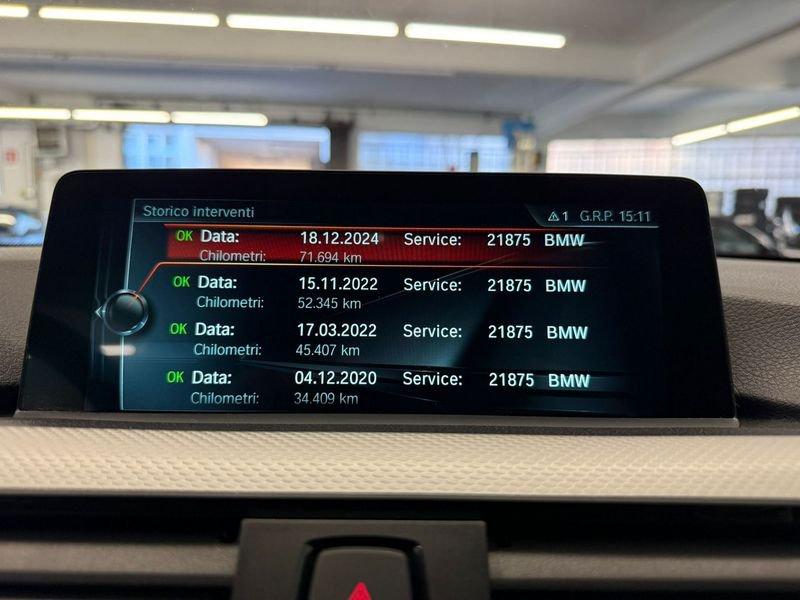 Storico interventi 1 G.R.P. 15:11
OK Data: 18.12.2024 Service: 21875 BMW
Chilometri: 71.694 km
OK Data: 15.11.2022 Service: 21875 BMW
Chilometri: 52.345 km
OK Data: 17.03.2022 Service: 21875 BMW
Chilometri: 45.407 km
OK Data: 04.12.2020 Service: 21875 BMW
Chilometri: 34.409 km